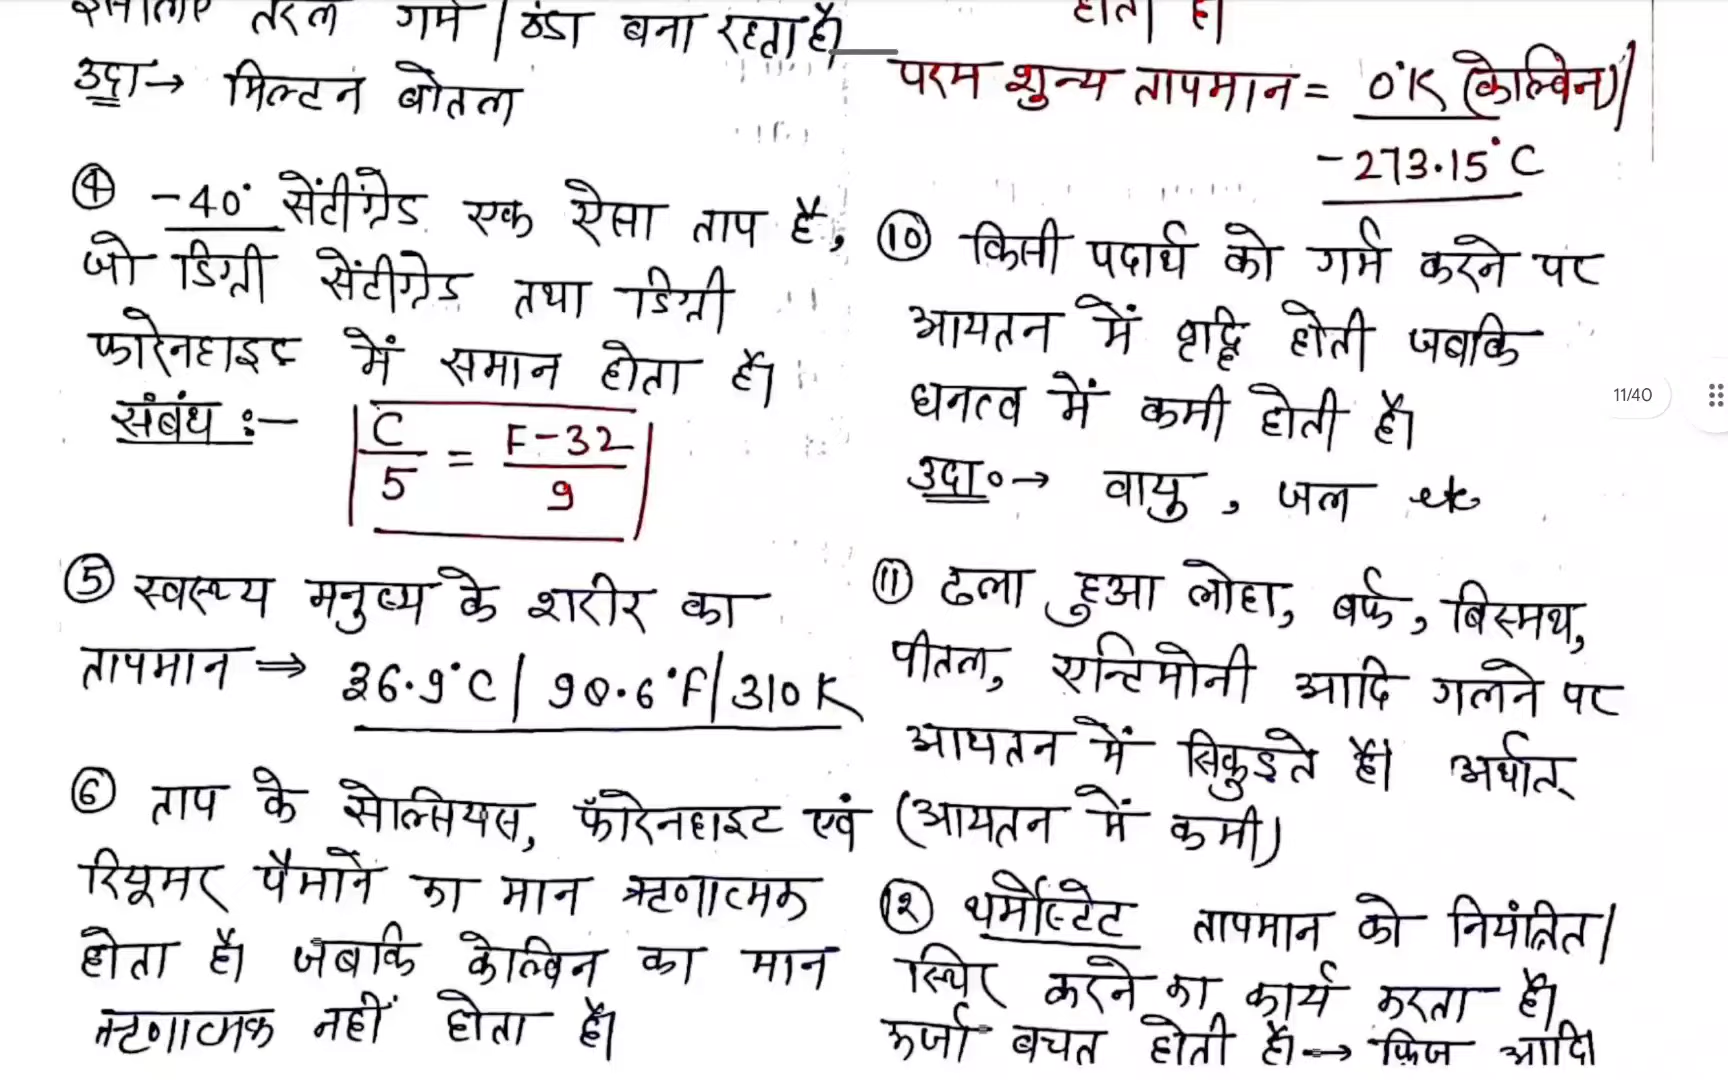 तरल गर्म / ठंडा बना रहता है।
उदा → मिल्टन बोतल
④ -40° सेंटीग्रेड एक ऐसा ताप है,
जो डिग्री सेंटीग्रेड तथा डिग्री
फारेनहाइट में समान होता है।
संबंध :-
C/5 = F-32/9
⑤ स्वस्थ्य मनुष्य के शरीर का
तापमान ⇒ 36.9°C / 98.6°F / 310K
⑥ ताप के सेल्सियस, फॉरेनहाइट एवं
रियूमर पैमाने का मान ऋणात्मक
होता है। जबकि केल्विन का मान
ऋणात्मक नहीं होता है।
होता है।
परम शुन्य तापमान = 0°K (केल्विन)/
-273.15°C
⑩ किसी पदार्थ को गर्म करने पर
आयतन में वृद्धि होती जबकि
घनत्व में कमी होती है।
उदा०→ वायु, जल etc
⑪ ढला हुआ लोहा, बर्फ, बिस्मथ,
पीतल, एन्टिमोनी आदि गलने पर
आयतन में सिकुड़ते है। अर्थात्
(आयतन में कमी)
⑫ थर्मोस्टेट तापमान को नियंत्रित/
स्थिर करने का कार्य करता है।
ऊर्जा बचत होती है।→ फ्रिज आदि।
11/40